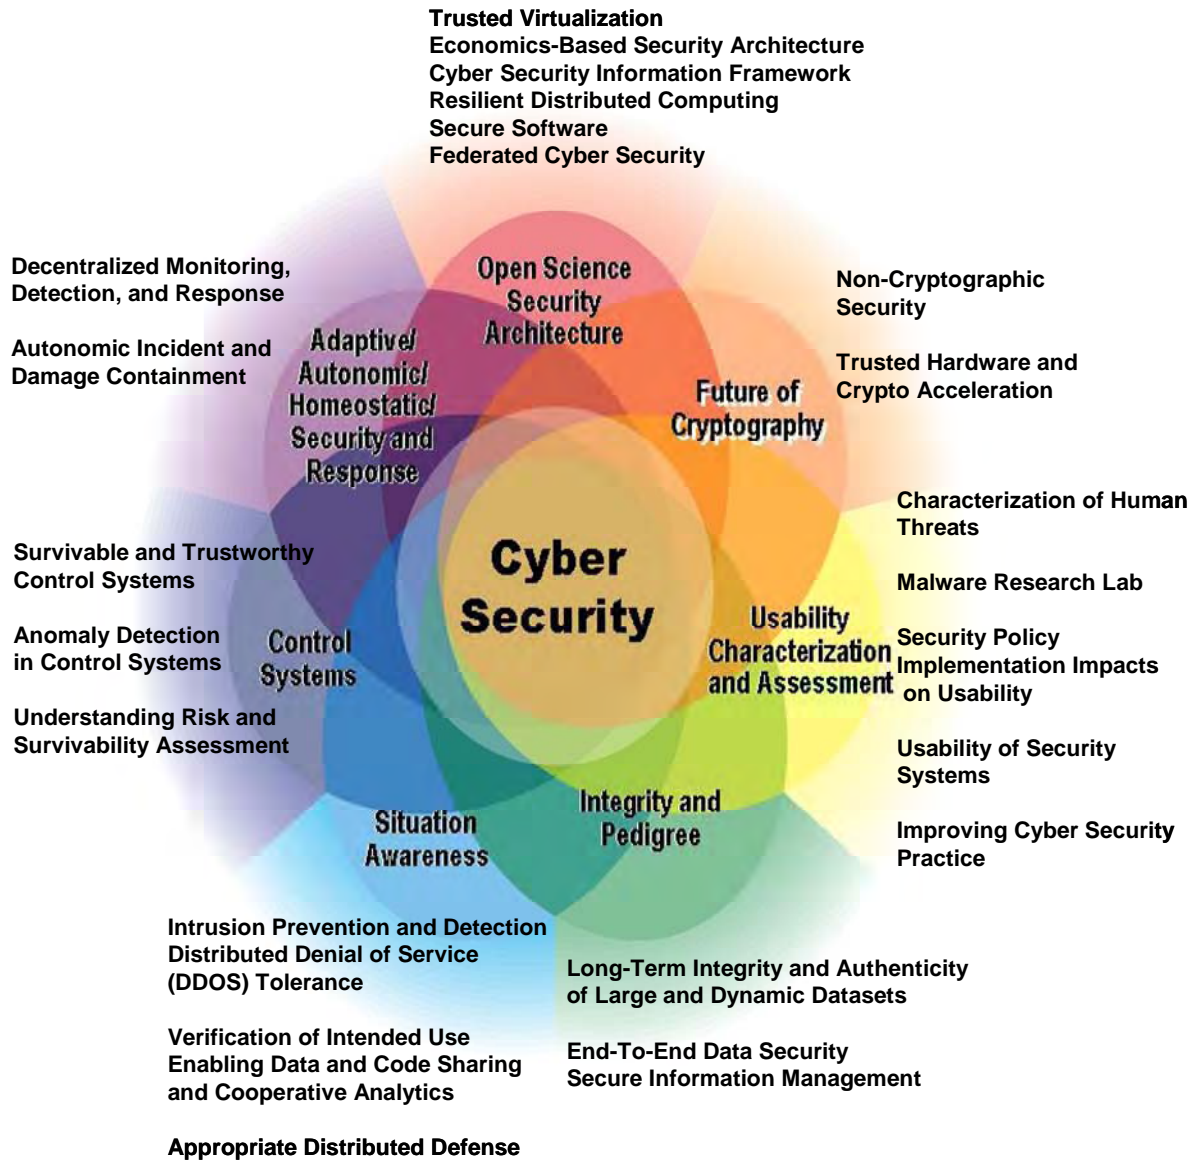 Trusted Virtualization
Economics-Based Security Architecture
Cyber Security Information Framework
Resilient Distributed Computing
Secure Software
Federated Cyber Security
Open Science
Security
Architecture
Non-Cryptographic
Security
Trusted Hardware and
Crypto Acceleration
Future of
Cryptography
Characterization of Human
Threats
Malware Research Lab
Security Policy
Implementation Impacts
on Usability
Usability of Security
Systems
Improving Cyber Security
Practice
Usability
Characterization
and Assessment
Integrity and
Pedigree
Long-Term Integrity and Authenticity
of Large and Dynamic Datasets
End-To-End Data Security
Secure Information Management
Situation
Awareness
Intrusion Prevention and Detection
Distributed Denial of Service
(DDOS) Tolerance
Verification of Intended Use
Enabling Data and Code Sharing
and Cooperative Analytics
Appropriate Distributed Defense
Control
Systems
Survivable and Trustworthy
Control Systems
Anomaly Detection
in Control Systems
Understanding Risk and
Survivability Assessment
Adaptive/
Autonomic/
Homeostatic/
Security and
Response
Decentralized Monitoring,
Detection, and Response
Autonomic Incident and
Damage Containment
Cyber
Security